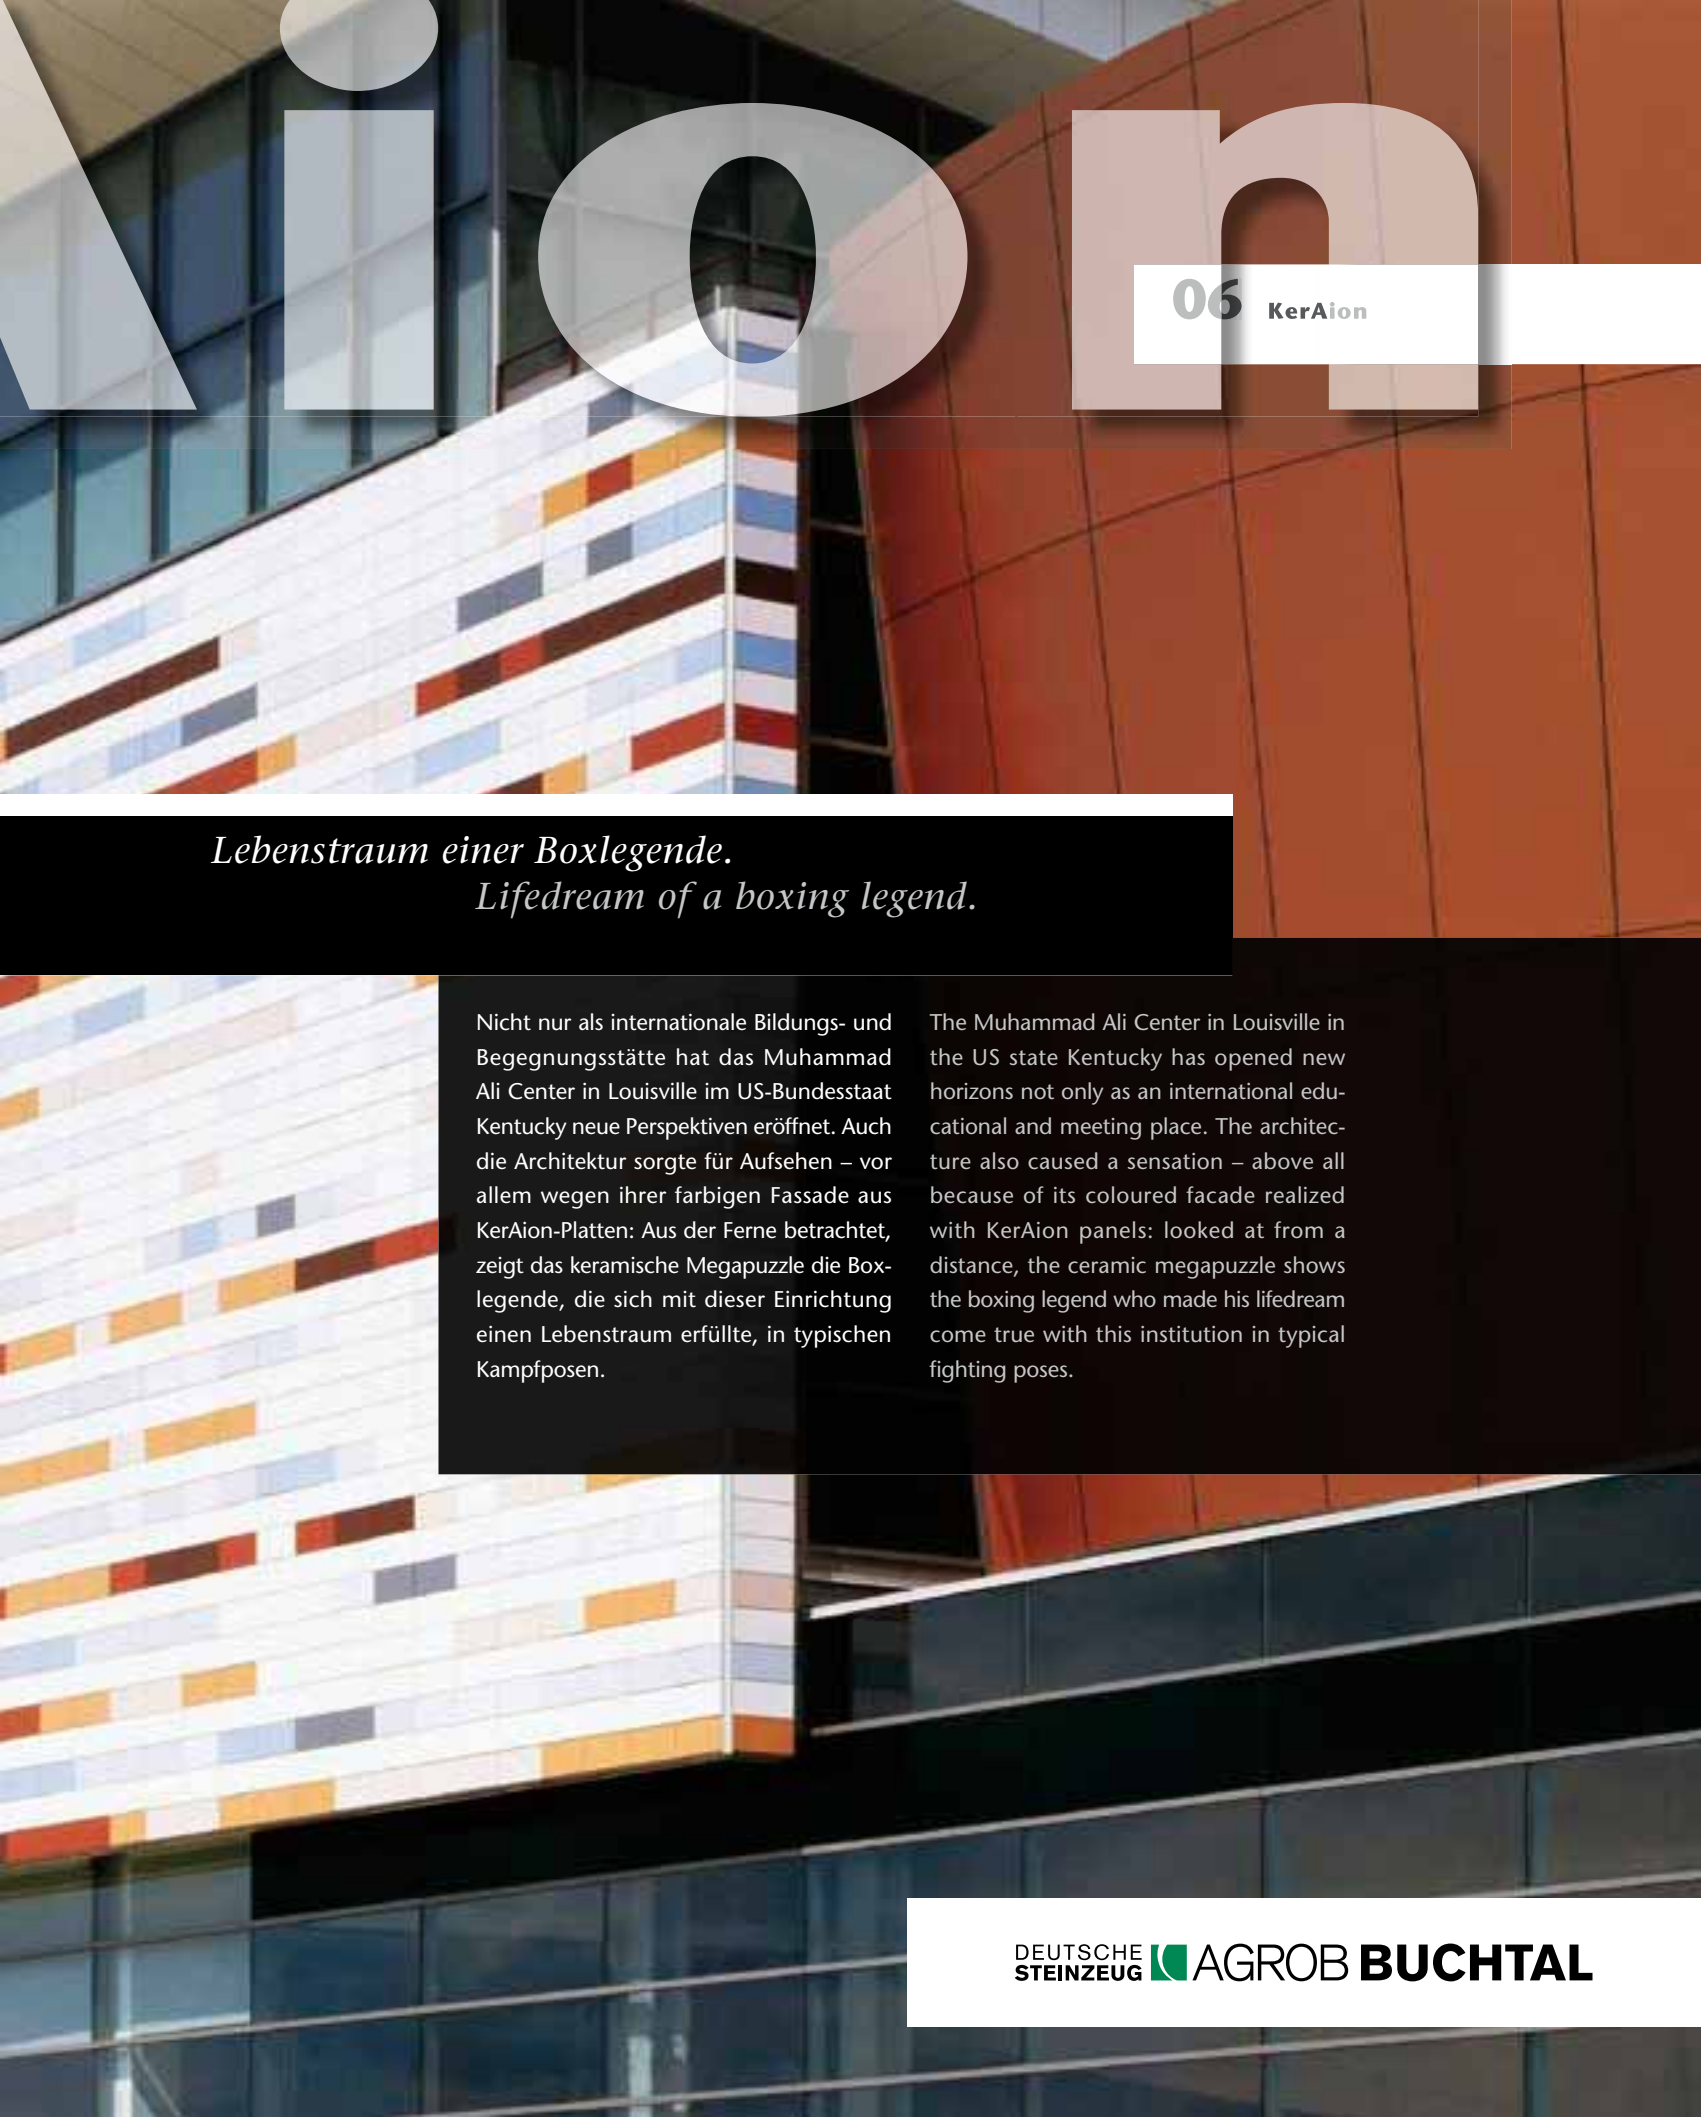 Aion
06 KerAion
Lebenstraum einer Boxlegende.
Lifedream of a boxing legend.
Nicht nur als internationale Bildungs- und
Begegnungsstätte hat das Muhammad
Ali Center in Louisville im US-Bundesstaat
Kentucky neue Perspektiven eröffnet. Auch
die Architektur sorgte für Aufsehen – vor
allem wegen ihrer farbigen Fassade aus
KerAion-Platten: Aus der Ferne betrachtet,
zeigt das keramische Megapuzzle die Box-
legende, die sich mit dieser Einrichtung
einen Lebenstraum erfüllte, in typischen
Kampfposen.
The Muhammad Ali Center in Louisville in
the US state Kentucky has opened new
horizons not only as an international edu-
cational and meeting place. The architec-
ture also caused a sensation – above all
because of its coloured facade realized
with KerAion panels: looked at from a
distance, the ceramic megapuzzle shows
the boxing legend who made his lifedream
come true with this institution in typical
fighting poses.
DEUTSCHE
STEINZEUG AGROB BUCHTAL